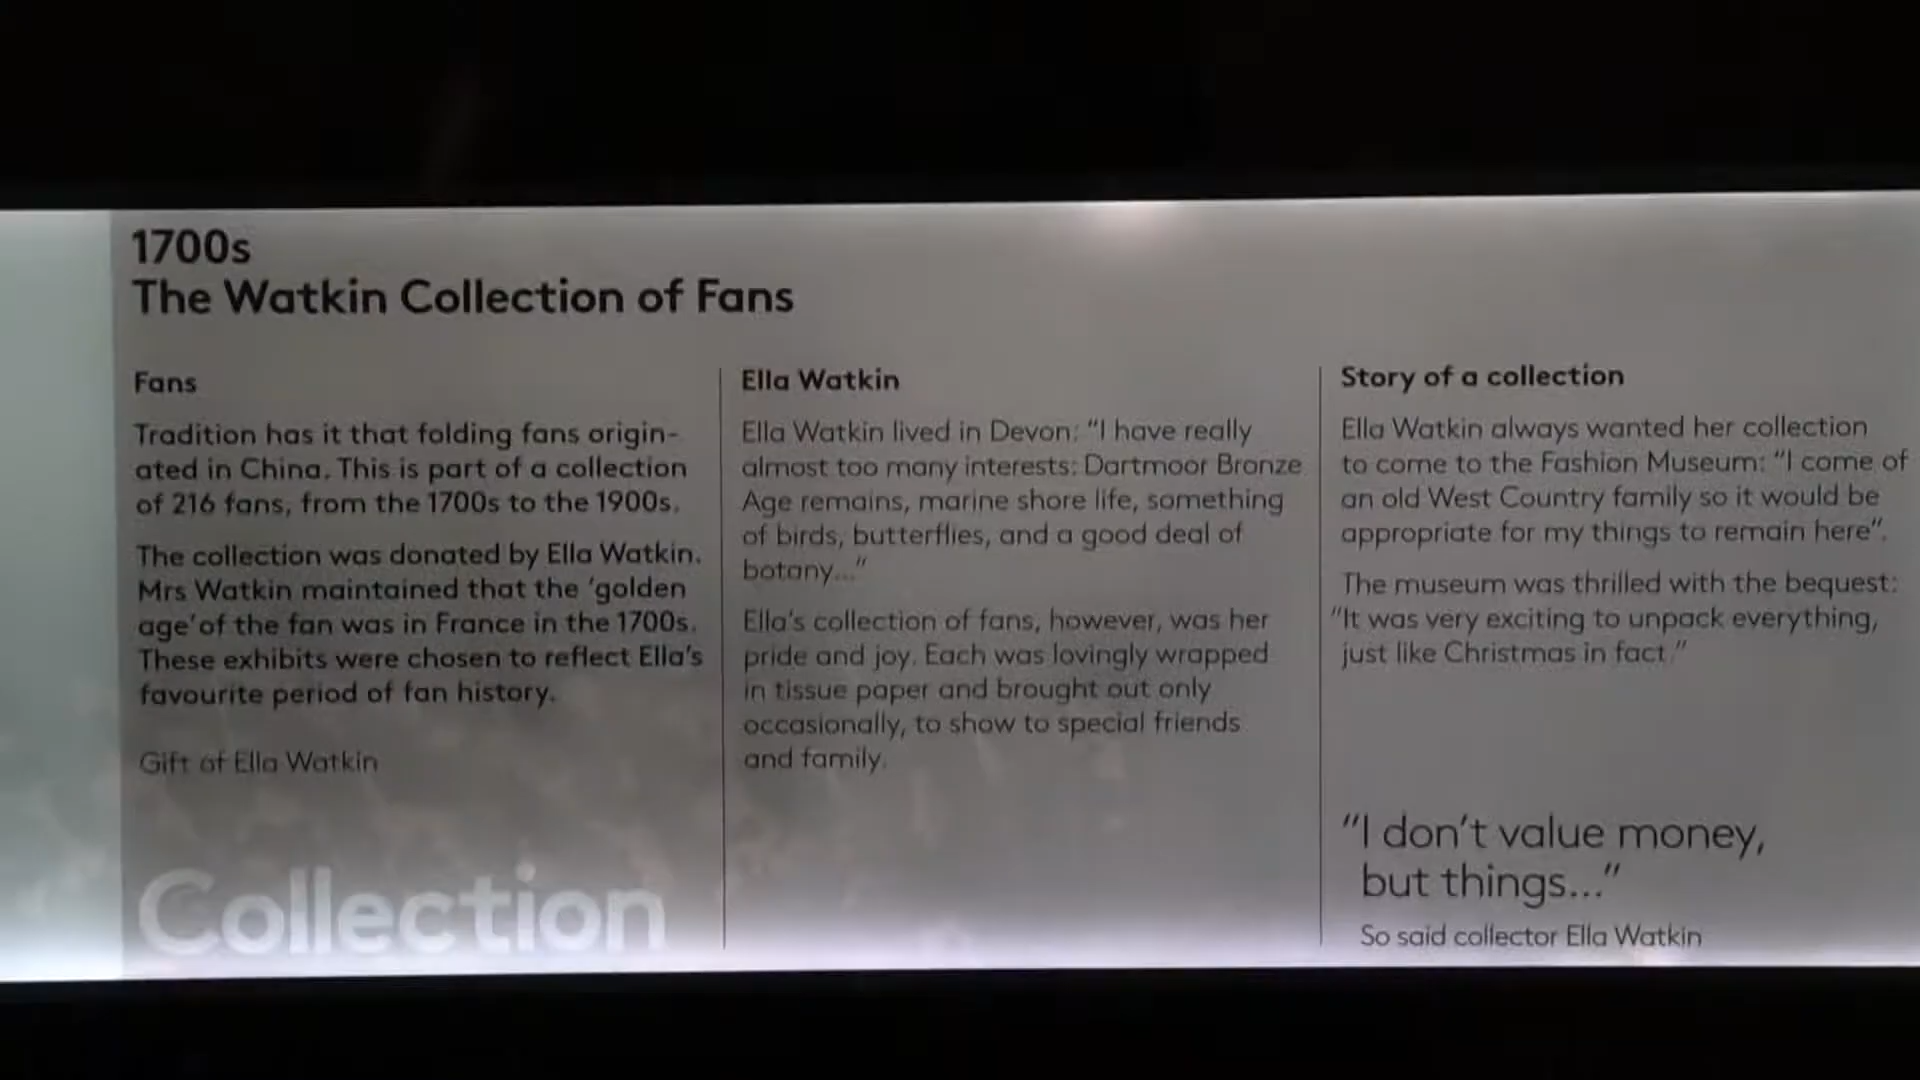 1700s
The Watkin Collection of Fans
Fans
Tradition has it that folding fans origin-
ated in China. This is part of a collection
of 216 fans, from the 1700s to the 1900s.
The collection was donated by Ella Watkin.
Mrs Watkin maintained that the ‘golden
age’ of the fan was in France in the 1700s.
These exhibits were chosen to reflect Ella’s
favourite period of fan history.
Gift of Ella Watkin
Collection
Ella Watkin
Ella Watkin lived in Devon: “I have really
almost too many interests: Dartmoor Bronze
Age remains, marine shore life, something
of birds, butterflies, and a good deal of
botany...”
Ella’s collection of fans, however, was her
pride and joy. Each was lovingly wrapped
in tissue paper and brought out only
occasionally, to show to special friends
and family.
Story of a collection
Ella Watkin always wanted her collection
to come to the Fashion Museum: “I come of
an old West Country family so it would be
appropriate for my things to remain here”.
The museum was thrilled with the bequest:
“It was very exciting to unpack everything,
just like Christmas in fact.”
“I don’t value money,
but things...”
So said collector Ella Watkin